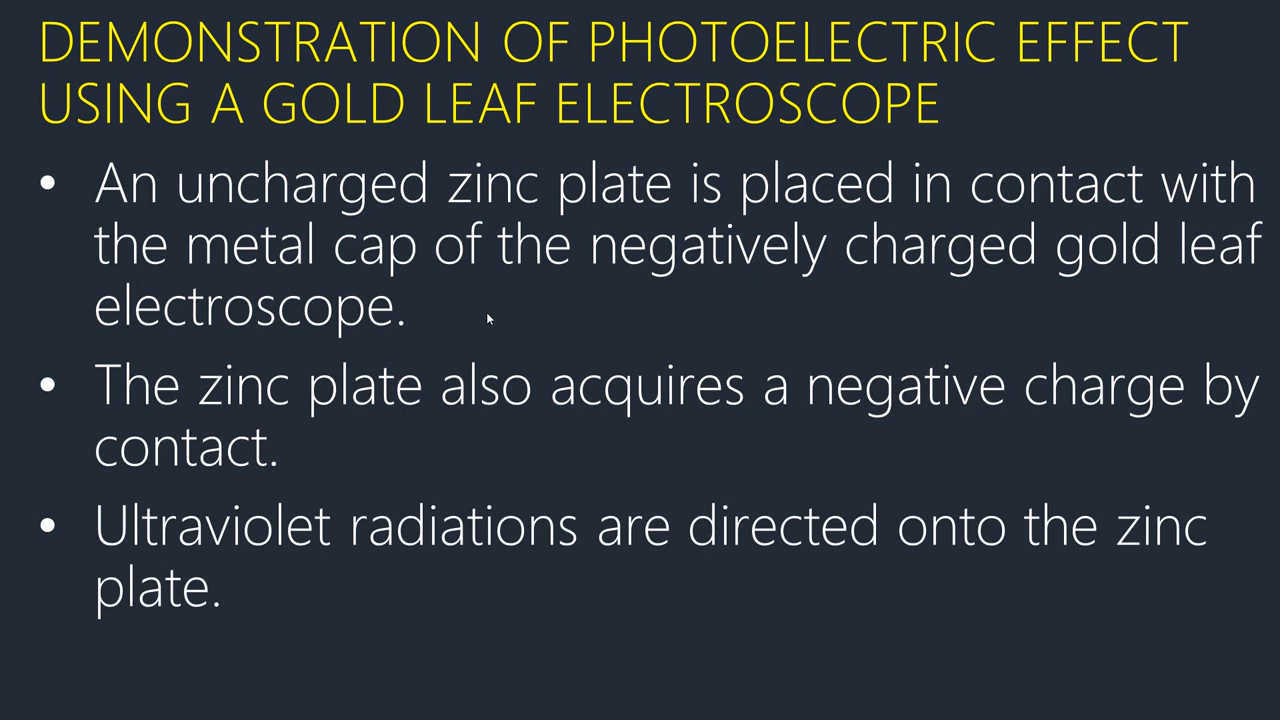 DEMONSTRATION OF PHOTOELECTRIC EFFECT
USING A GOLD LEAF ELECTROSCOPE
• An uncharged zinc plate is placed in contact with
the metal cap of the negatively charged gold leaf
electroscope.
• The zinc plate also acquires a negative charge by
contact.
• Ultraviolet radiations are directed onto the zinc
plate.